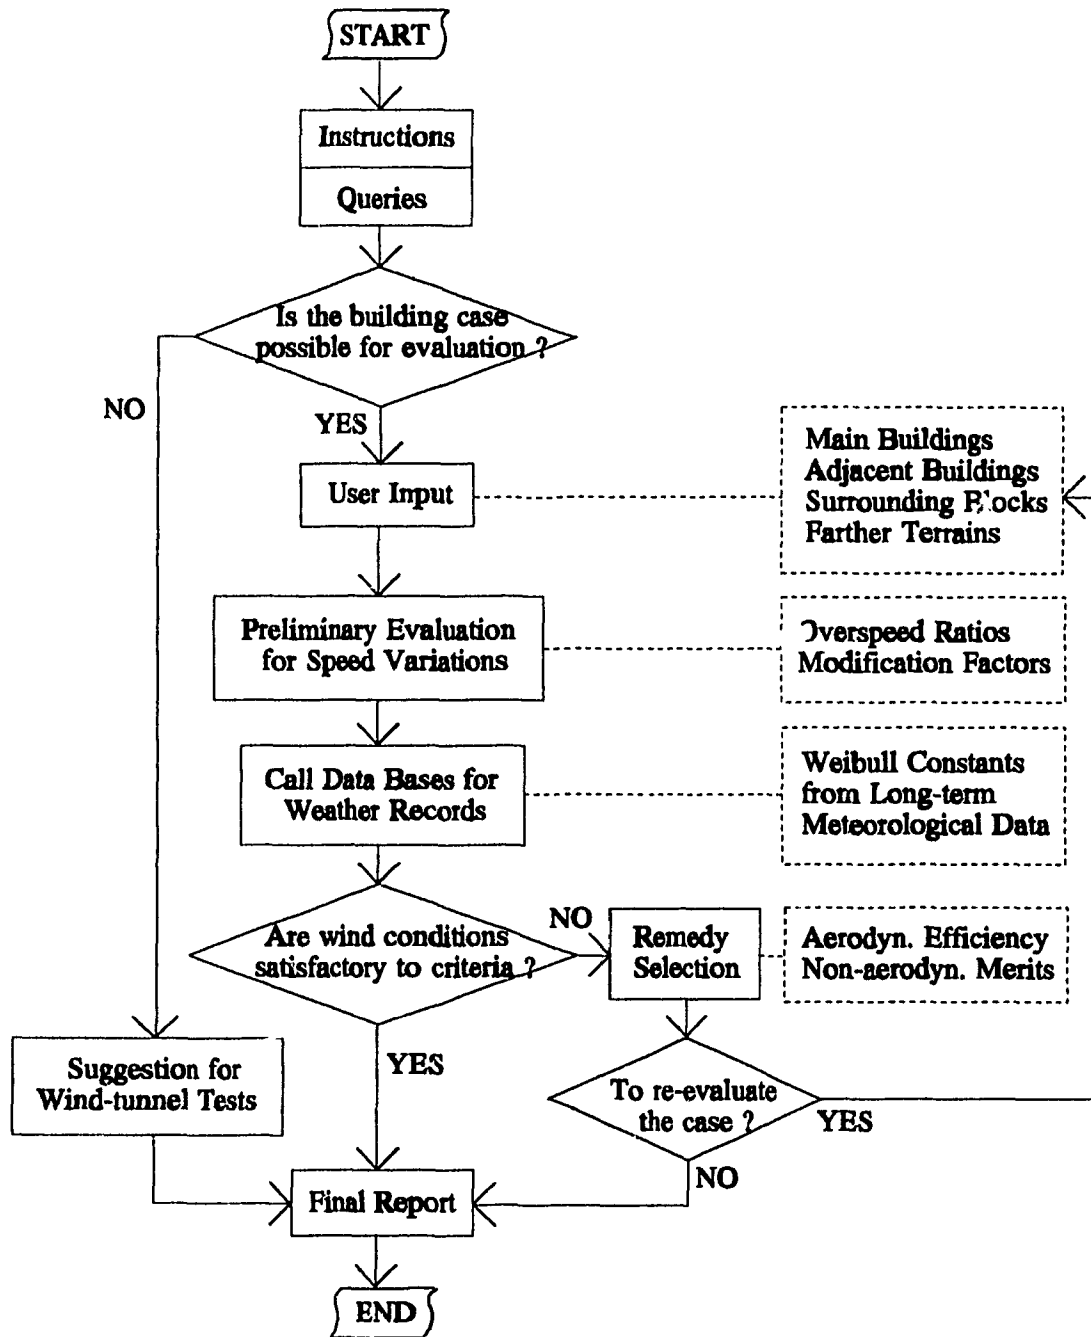 START
Instructions
Queries
Is the building case
possible for evaluation ?
NO
YES
User Input
Main Buildings
Adjacent Buildings
Surrounding Blocks
Farther Terrains
Preliminary Evaluation
for Speed Variations
Overspeed Ratios
Modification Factors
Call Data Bases for
Weather Records
Weibull Constants
from Long-term
Meteorological Data
Are wind conditions
satisfactory to criteria ?
NO
Remedy
Selection
Aerodyn. Efficiency
Non-aerodyn. Merits
YES
Suggestion for
Wind-tunnel Tests
To re-evaluate
the case ?
YES
NO
Final Report
END